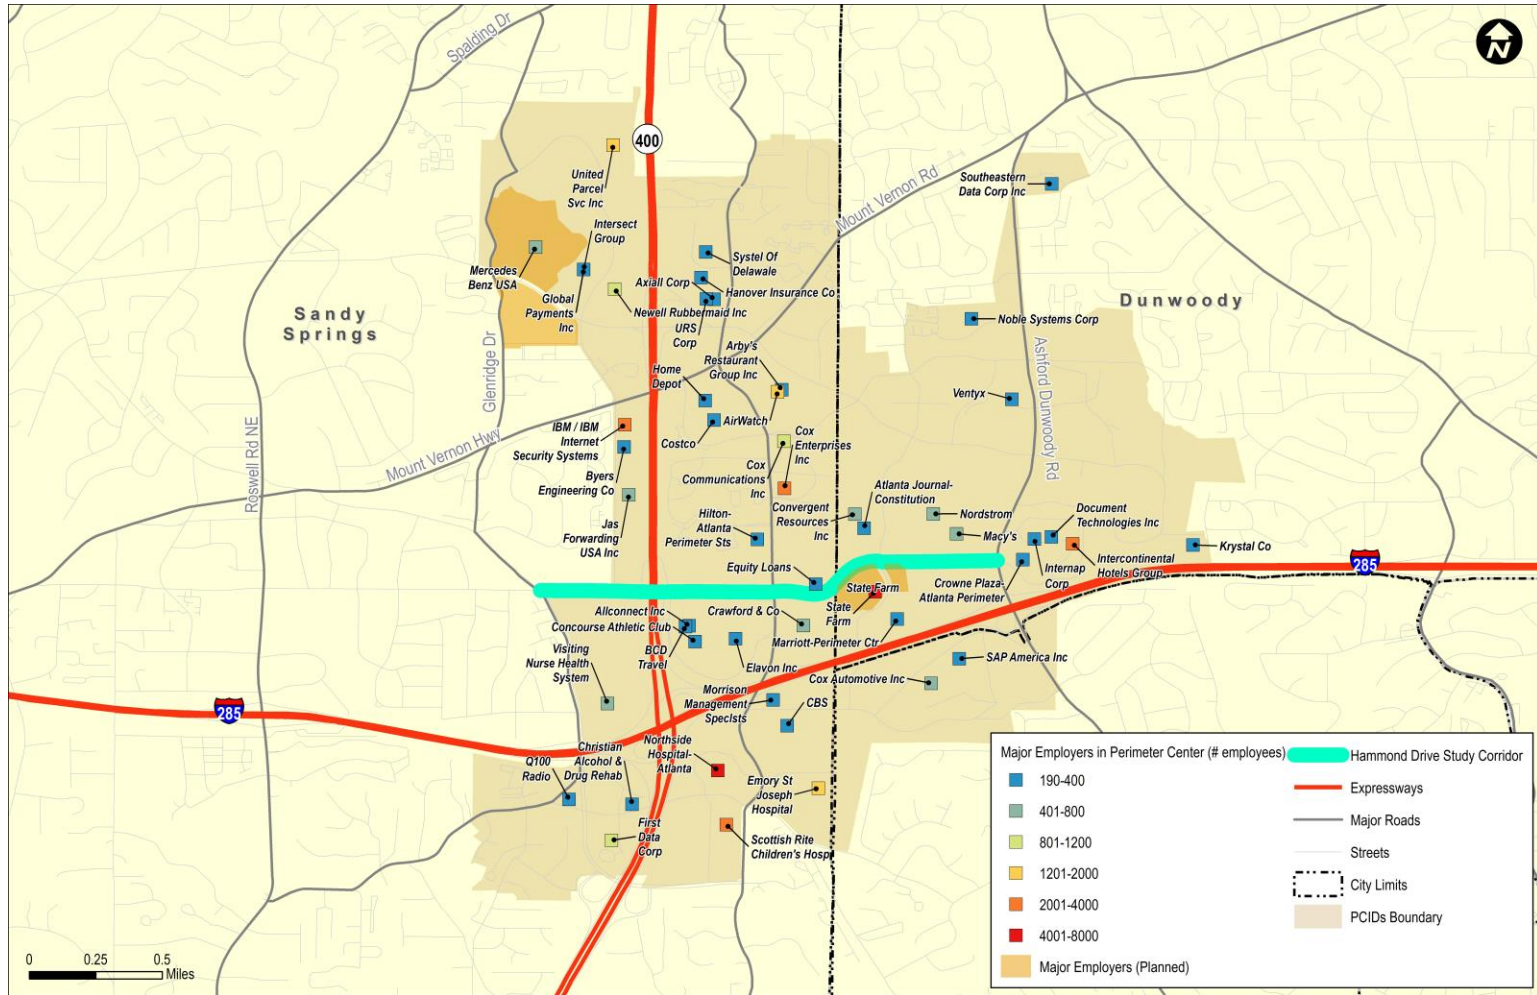 Spalding Dr
N
400
United
Parcel
Svc Inc
Mount Vernon Rd
Southeastern
Data Corp Inc
Intersect
Group
Mercedes
Benz USA
Global
Payments
Inc
Systel Of
Delawale
Axiall Corp
Hanover Insurance Co
Newell Rubbermaid Inc
URS
Corp
Sandy
Springs
Dunwoody
Noble Systems Corp
Arby's
Restaurant
Group Inc
Glenridge Dr
Home
Depot
Ashford Dunwoody Rd
Ventyx
AirWatch
Costco
IBM / IBM
Internet
Security Systems
Mount Vernon Hwy
Roswell Rd NE
Byers
Engineering Co
Cox
Enterprises
Inc
Cox
Communications
Inc
Jas
Forwarding
USA Inc
Hilton-
Atlanta
Perimeter Sts
Convergent
Resources
Inc
Atlanta Journal-
Constitution
Nordstrom
Macy's
Document
Technologies Inc
Intercontinental
Hotels Group
Internap
Corp
Krystal Co
285
Equity Loans
Crowne Plaza-
Atlanta Perimeter
State Farm
State
Farm
Allconnect Inc
Crawford & Co
Concourse Athletic Club
Marriott-Perimeter Ctr
BCD
Travel
Elavon Inc
Visiting
Nurse Health
System
SAP America Inc
Cox Automotive Inc
285
Morrison
Management
Speclsts
CBS
Northside
Hospital-
Atlanta
Christian
Alcohol &
Drug Rehab
Q100
Radio
Emory St
Joseph
Hospital
First
Data
Corp
Scottish Rite
Children's Hosp
Major Employers in Perimeter Center (# employees)
190-400
401-800
801-1200
1201-2000
2001-4000
4001-8000
Major Employers (Planned)
Hammond Drive Study Corridor
Expressways
Major Roads
Streets
City Limits
PCIDs Boundary
0 0.25 0.5
Miles